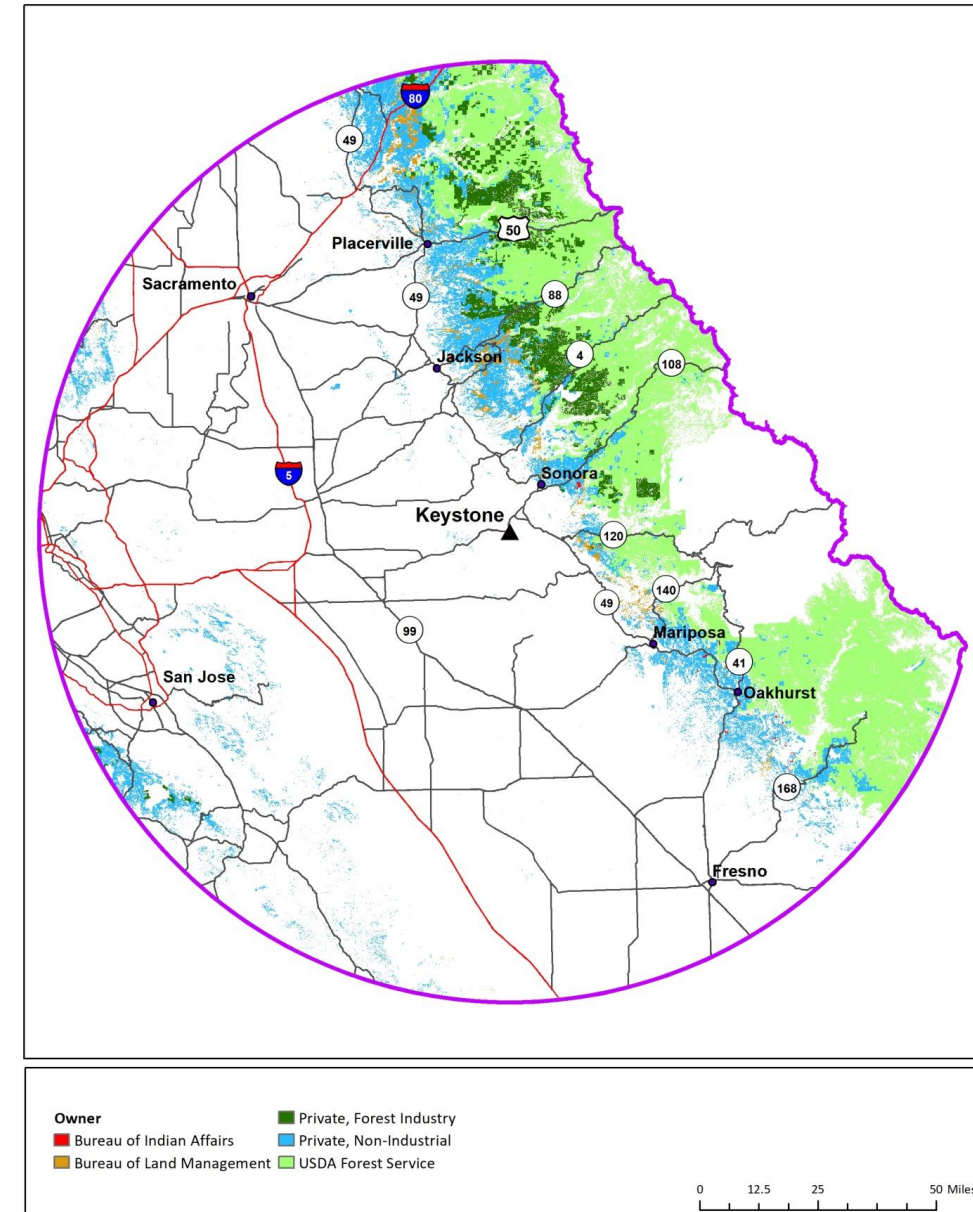 80
49
50
Placerville
Sacramento
49
88
Jackson
4
108
5
Sonora
Keystone
120
140
49
99
Mariposa
41
San Jose
Oakhurst
168
Fresno
Owner
Private, Forest Industry
Bureau of Indian Affairs
Private, Non-Industrial
Bureau of Land Management
USDA Forest Service
0 12.5 25 50 Miles